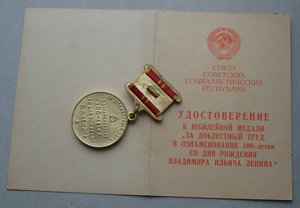 СОЮЗ
СОВЕТСКИХ
СОЦИАЛИСТИЧЕСКИХ
РЕСПУБЛИК
УДОСТОВЕРЕНИЕ
К ЮБИЛЕЙНОЙ МЕДАЛИ
"ЗА ДОБЛЕСТНЫЙ ТРУД.
В ОЗНАМЕНОВАНИЕ 100-летия
СО ДНЯ РОЖДЕНИЯ
ВЛАДИМИРА ИЛЬИЧА ЛЕНИНА"